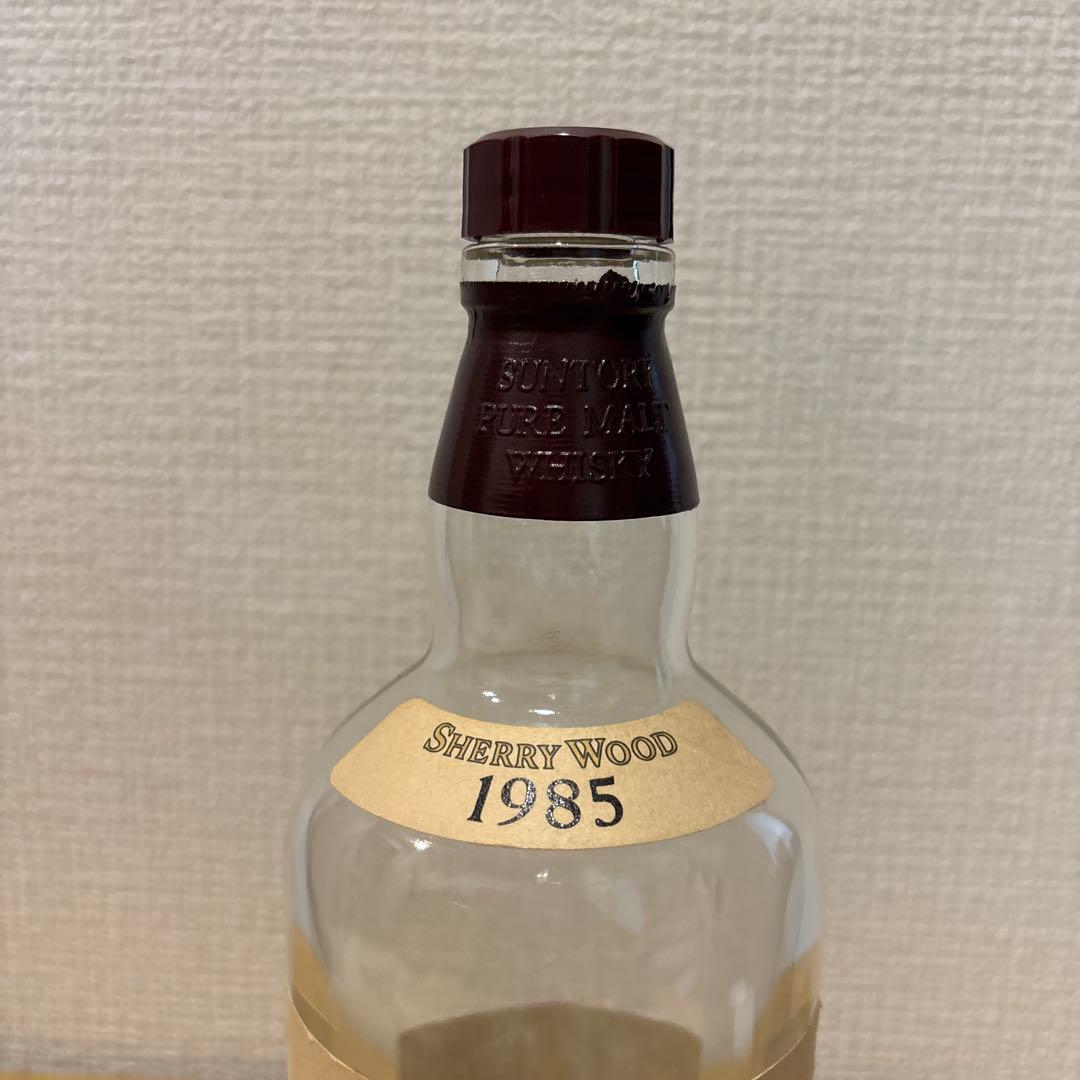 SUNTORY
PURE MALT
WHISKY
SHERRY WOOD
1985